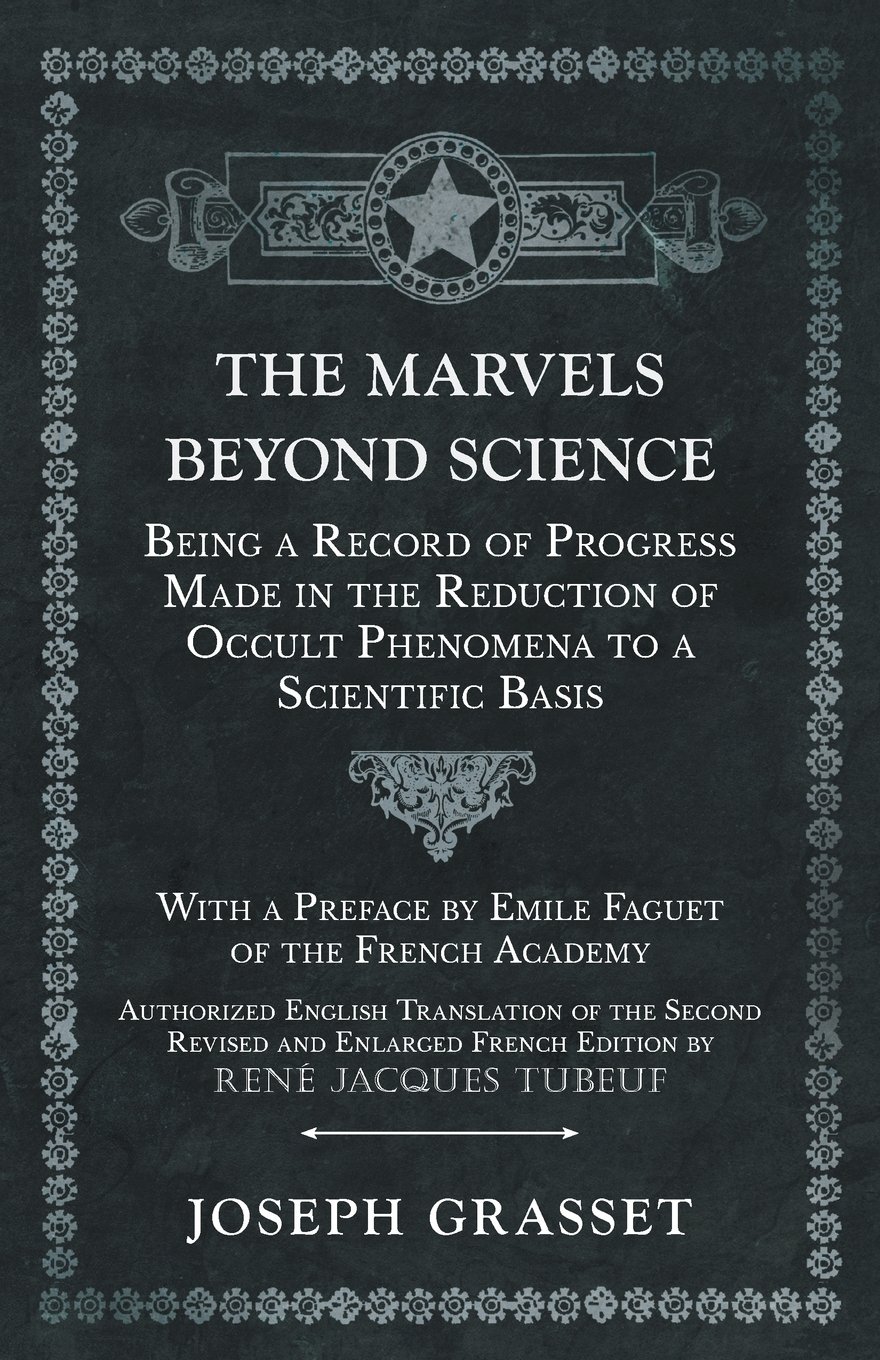 THE MARVELS
BEYOND SCIENCE
BEING A RECORD OF PROGRESS
MADE IN THE REDUCTION OF
OCCULT PHENOMENA TO A
SCIENTIFIC BASIS
WITH A PREFACE BY EMILE FAGUET
OF THE FRENCH ACADEMY
AUTHORIZED ENGLISH TRANSLATION OF THE SECOND
REVISED AND ENLARGED FRENCH EDITION BY
RENÉ JACQUES TUBEUF
JOSEPH GRASSET